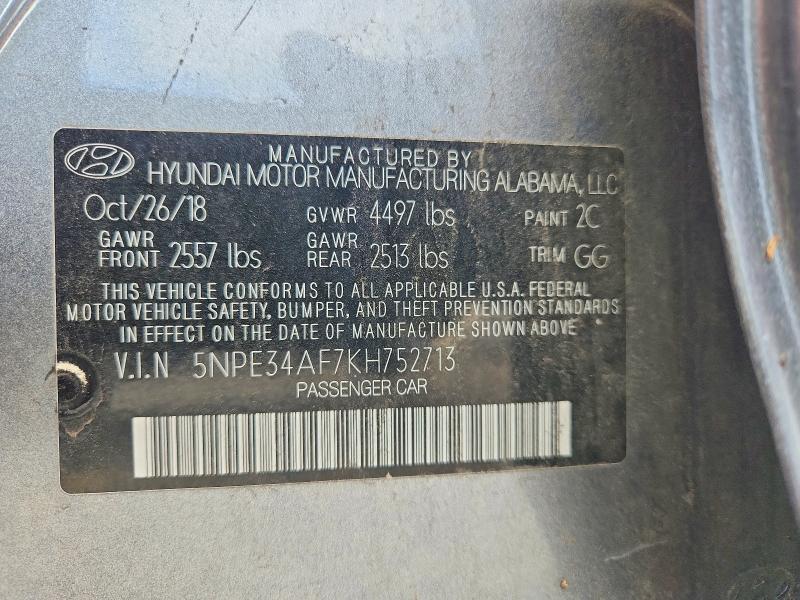 MANUFACTURED BY
HYUNDAI MOTOR MANUFACTURING ALABAMA, LLC
Oct/26/18 GVWR 4497 lbs PAINT 2C
GAWR FRONT 2557 lbs GAWR REAR 2513 lbs TRIM GG
THIS VEHICLE CONFORMS TO ALL APPLICABLE U.S.A. FEDERAL
MOTOR VEHICLE SAFETY, BUMPER, AND THEFT PREVENTION STANDARDS
IN EFFECT ON THE DATE OF MANUFACTURE SHOWN ABOVE
V.I.N 5NPE34AF7KH752713
PASSENGER CAR